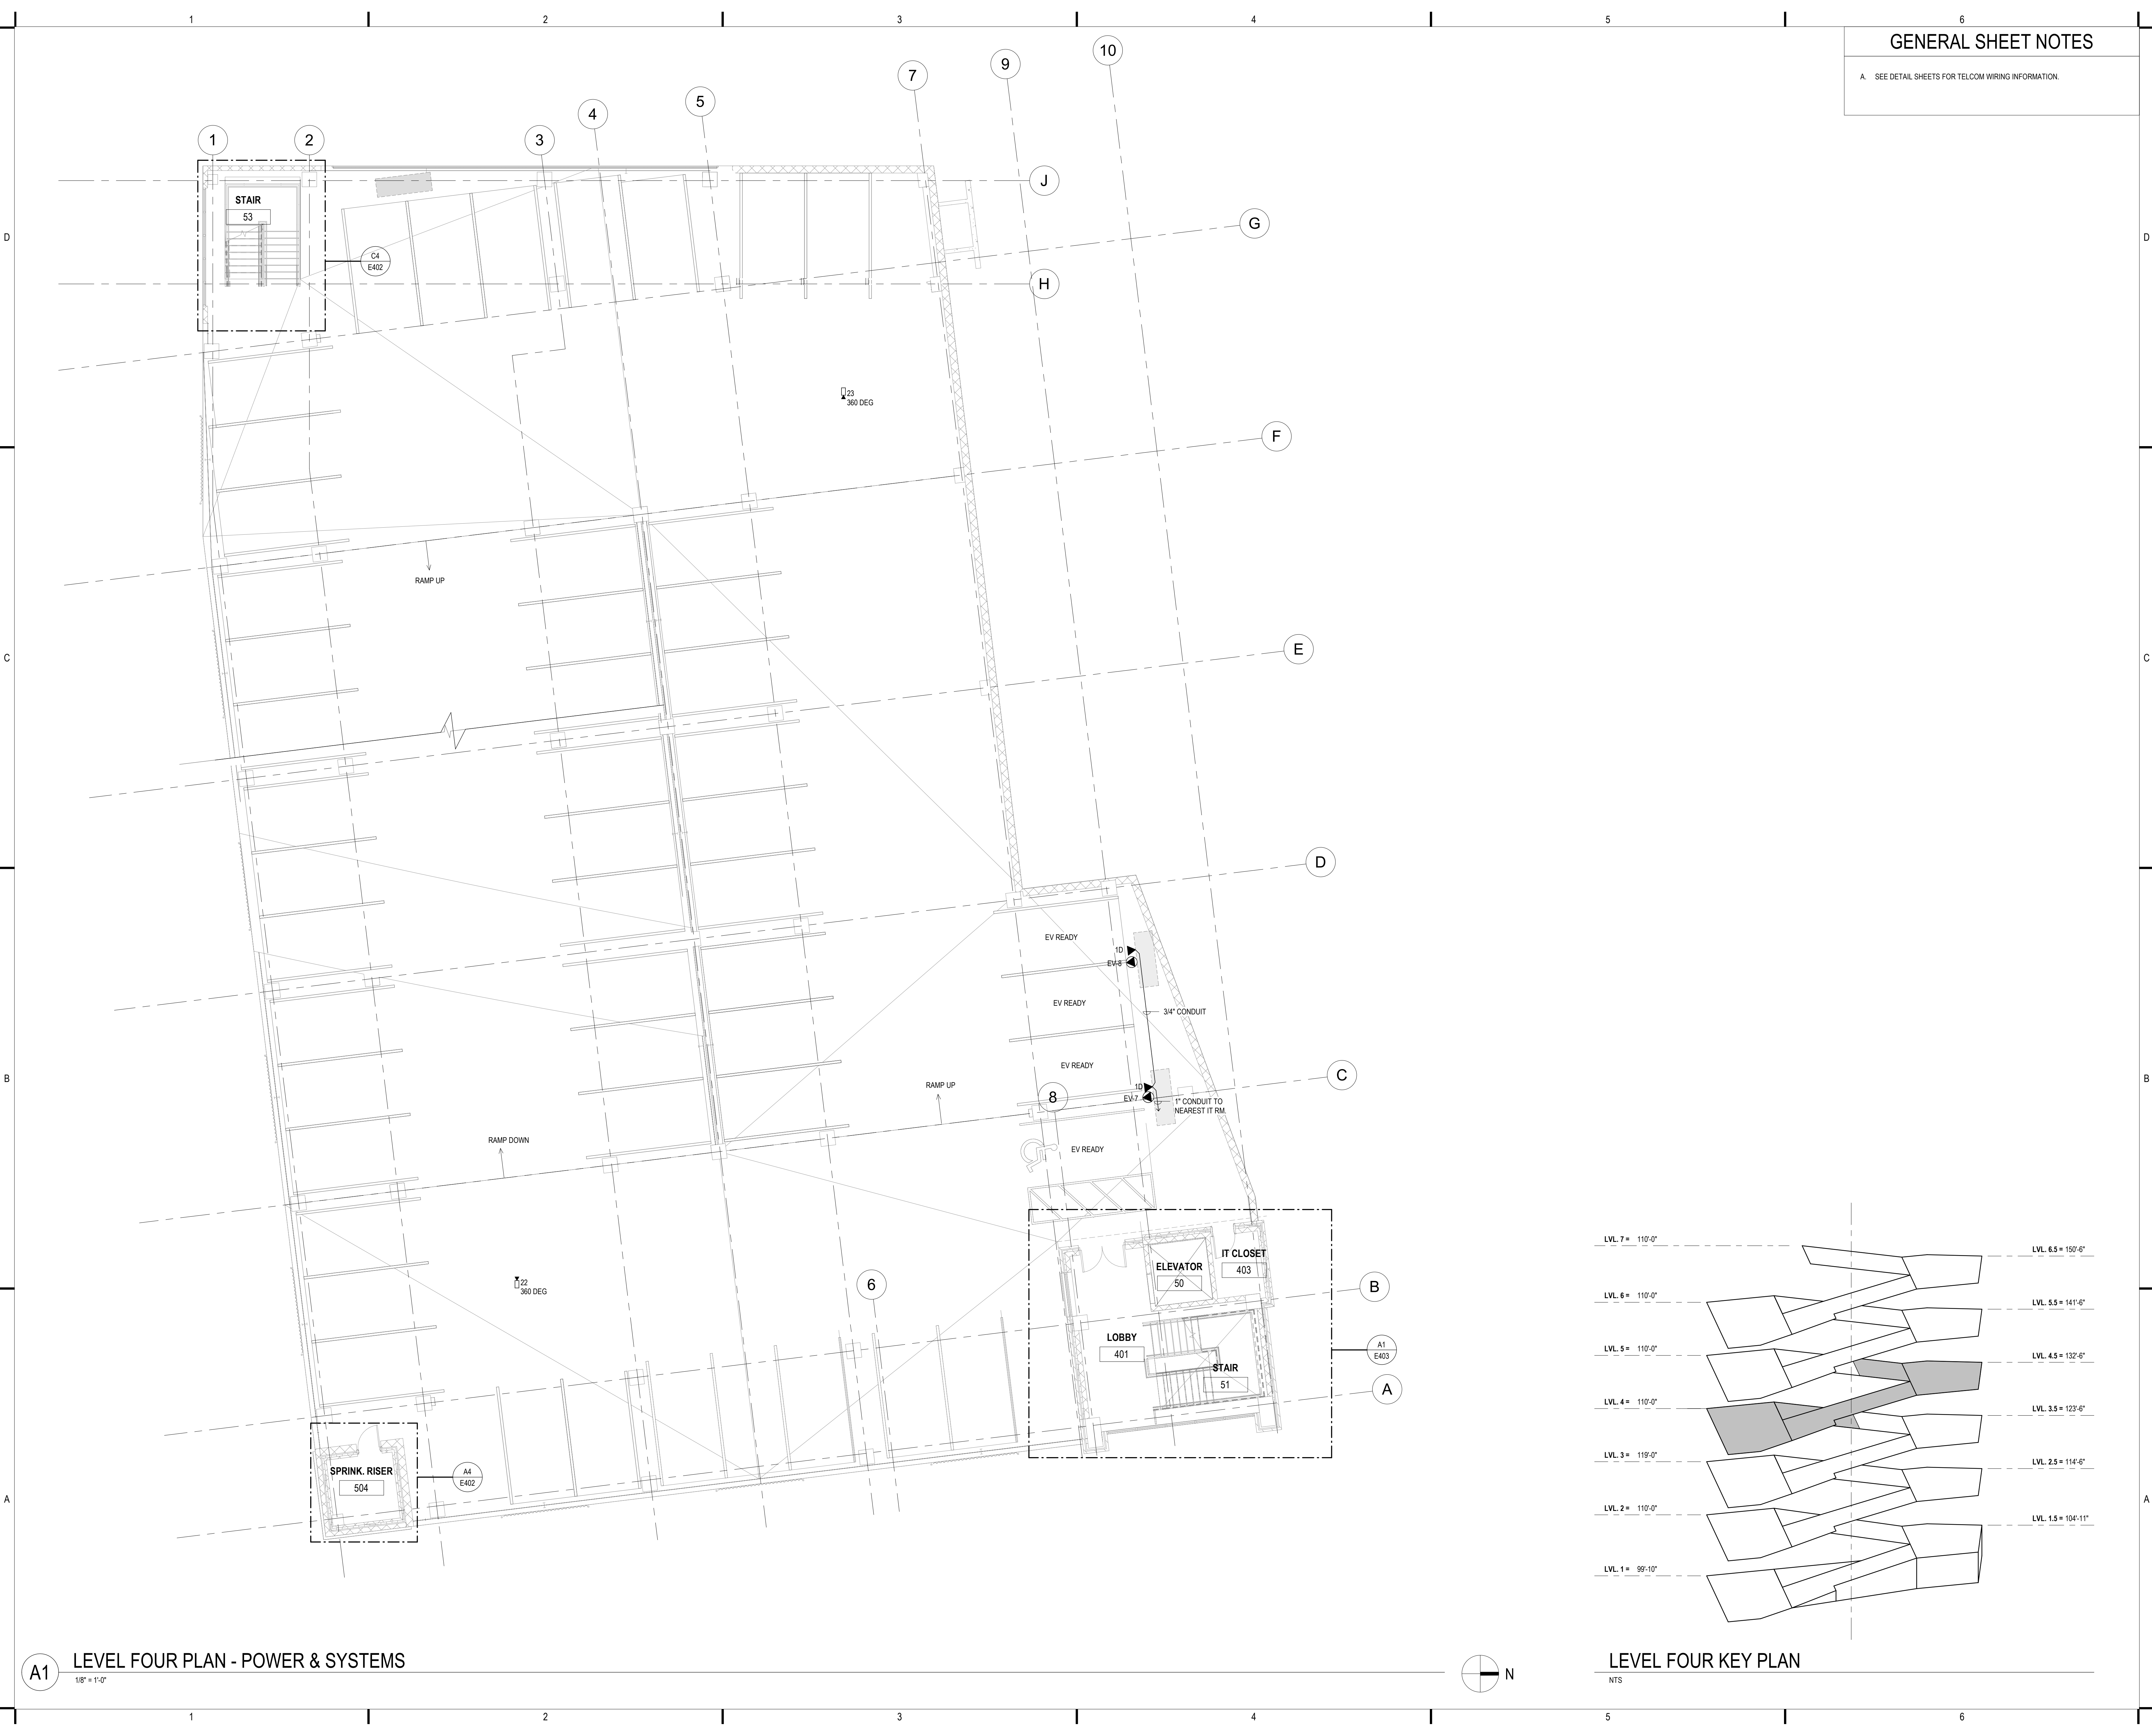 1 2 3 4 5 6
GENERAL SHEET NOTES
A. SEE DETAIL SHEETS FOR TELCOM WIRING INFORMATION.
10
9
7
5
4
1 2 3
J
STAIR
53
G
D D
C4
E402
H
23
360 DEG
F
RAMP UP
E
C C
D
EV READY
1D
EV-8
EV READY
3/4" CONDUIT
EV READY
C
B B
RAMP UP
1D
8
EV-7
1" CONDUIT TO
NEAREST IT RM.
RAMP DOWN
EV READY
IT CLOSET
403
ELEVATOR
50
22
360 DEG
6
B
LOBBY
401
A1
E403
STAIR
51
A
SPRINK. RISER
504
A4
E402
A A
LVL. 7 = 110'-0"
LVL. 6.5 = 150'-6"
LVL. 6 = 110'-0"
LVL. 5.5 = 141'-6"
LVL. 5 = 110'-0"
LVL. 4.5 = 132'-6"
LVL. 4 = 110'-0"
LVL. 3.5 = 123'-6"
LVL. 3 = 119'-0"
LVL. 2.5 = 114'-6"
LVL. 2 = 110'-0"
LVL. 1.5 = 104'-11"
LVL. 1 = 99'-10"
A1 LEVEL FOUR PLAN - POWER & SYSTEMS
1/8" = 1'-0"
N
LEVEL FOUR KEY PLAN
NTS
1 2 3 4 5 6